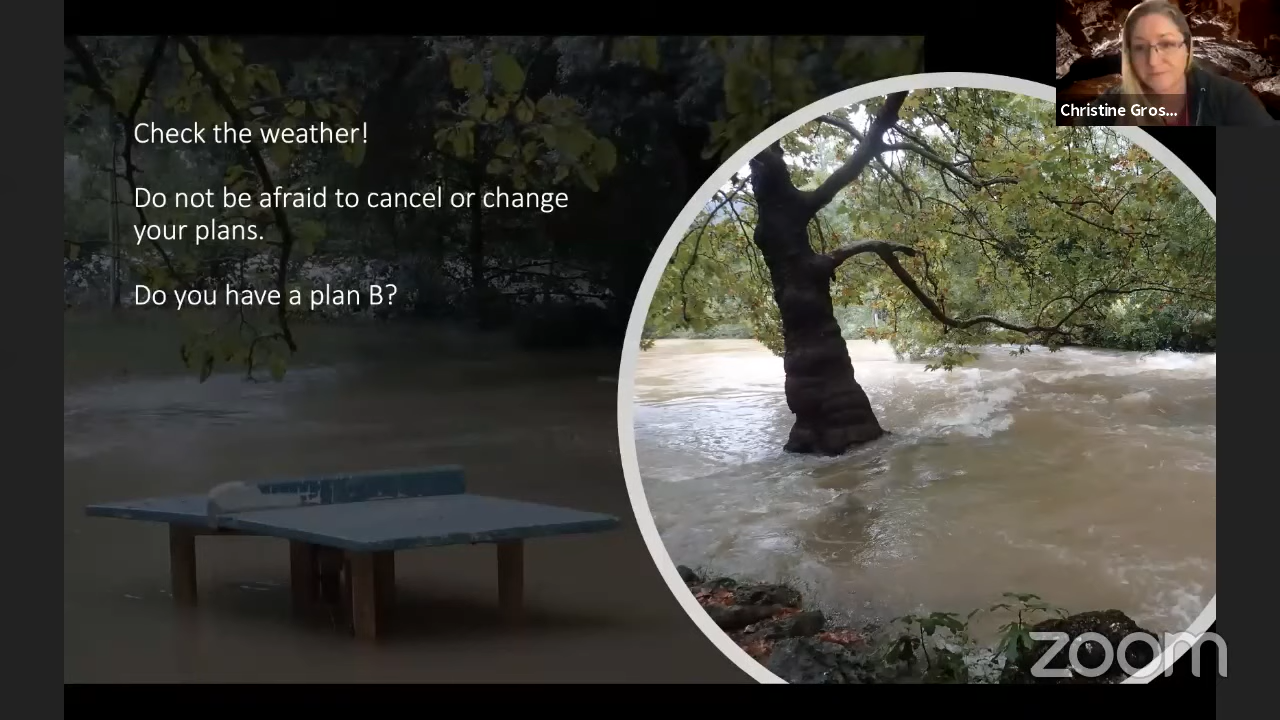 Check the weather!
Do not be afraid to cancel or change
your plans.
Do you have a plan B?
Christine Gros...
zoom